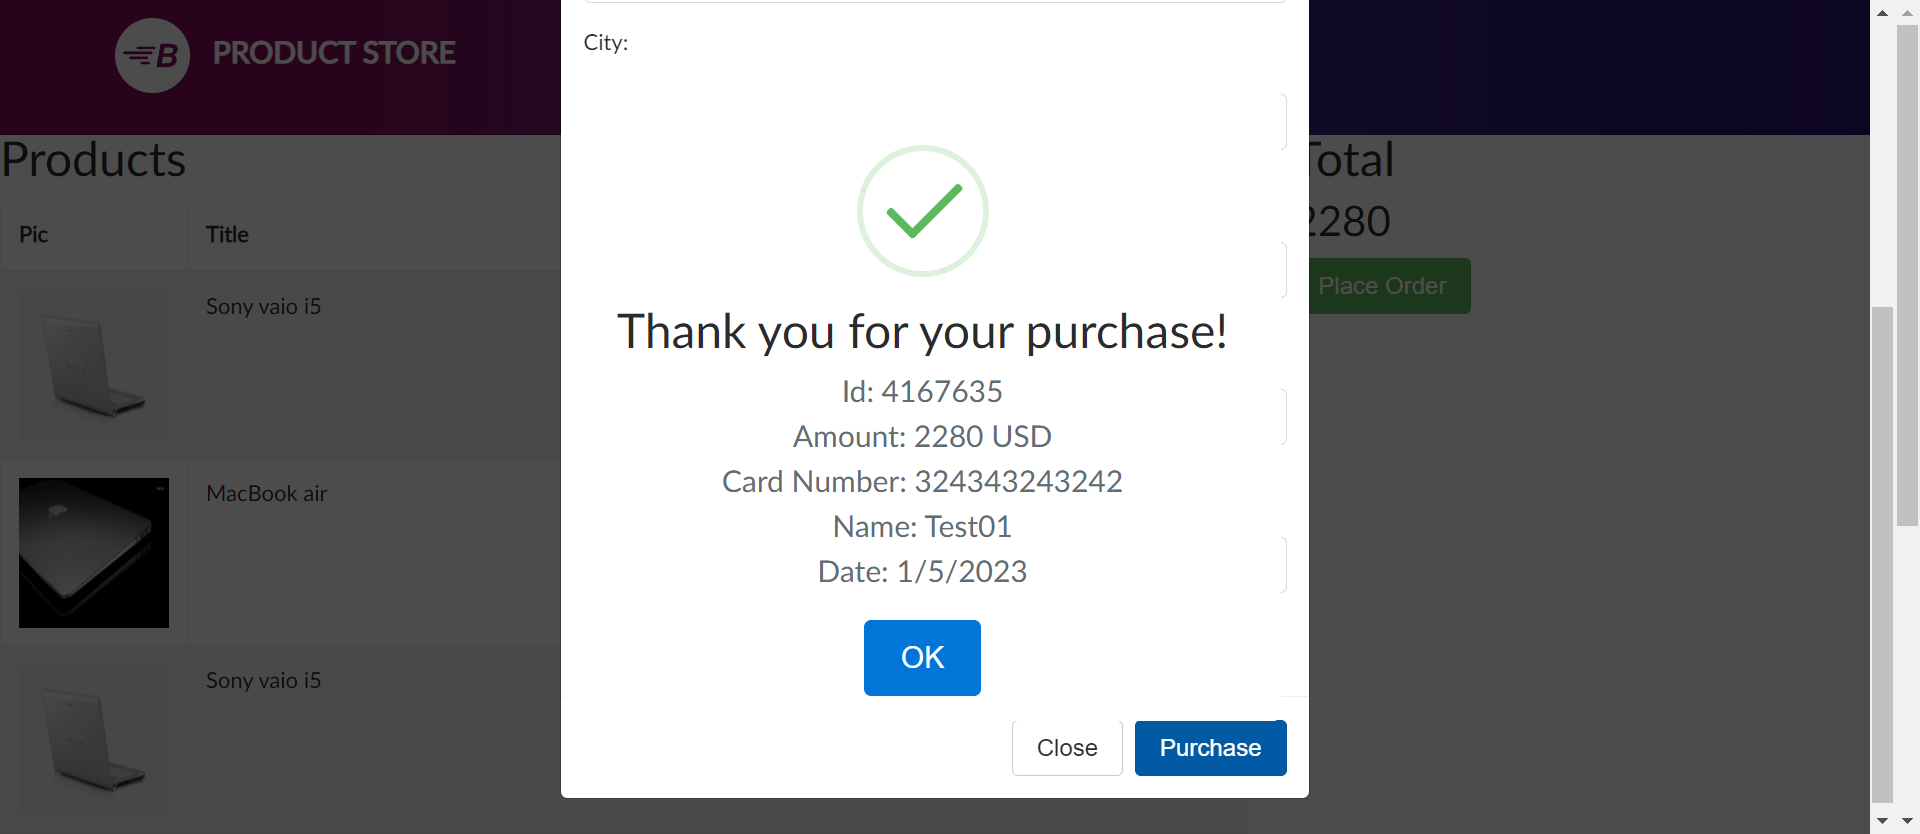 B PRODUCT STORE
City:
Products
Total
Pic Title
2280
Sony vaio i5
Place Order
Thank you for your purchase!
Id: 4167635
Amount: 2280 USD
Card Number: 324343243242
MacBook air
Name: Test01
Date: 1/5/2023
OK
Sony vaio i5
Close Purchase